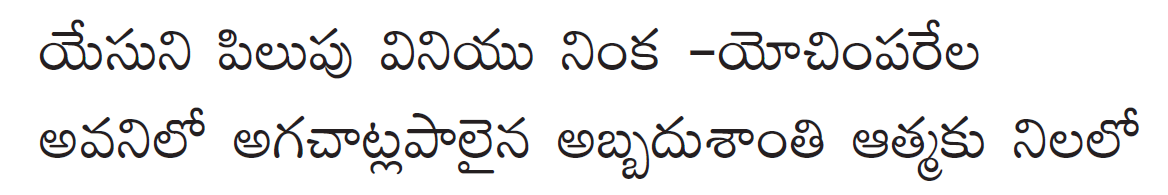 యేసుని పిలుపు వినియు నింక -యోచింపరేల
అవనిలో అగచాట్లపాలైన అబ్బదుశాంతి ఆత్మకు నిలలో